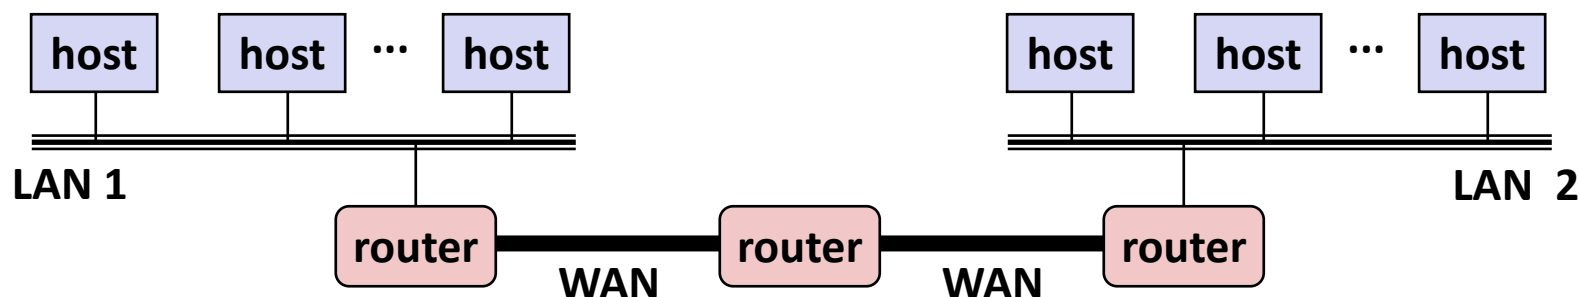 host host ... host host host ... host
LAN 1 LAN 2
router router router
WAN WAN